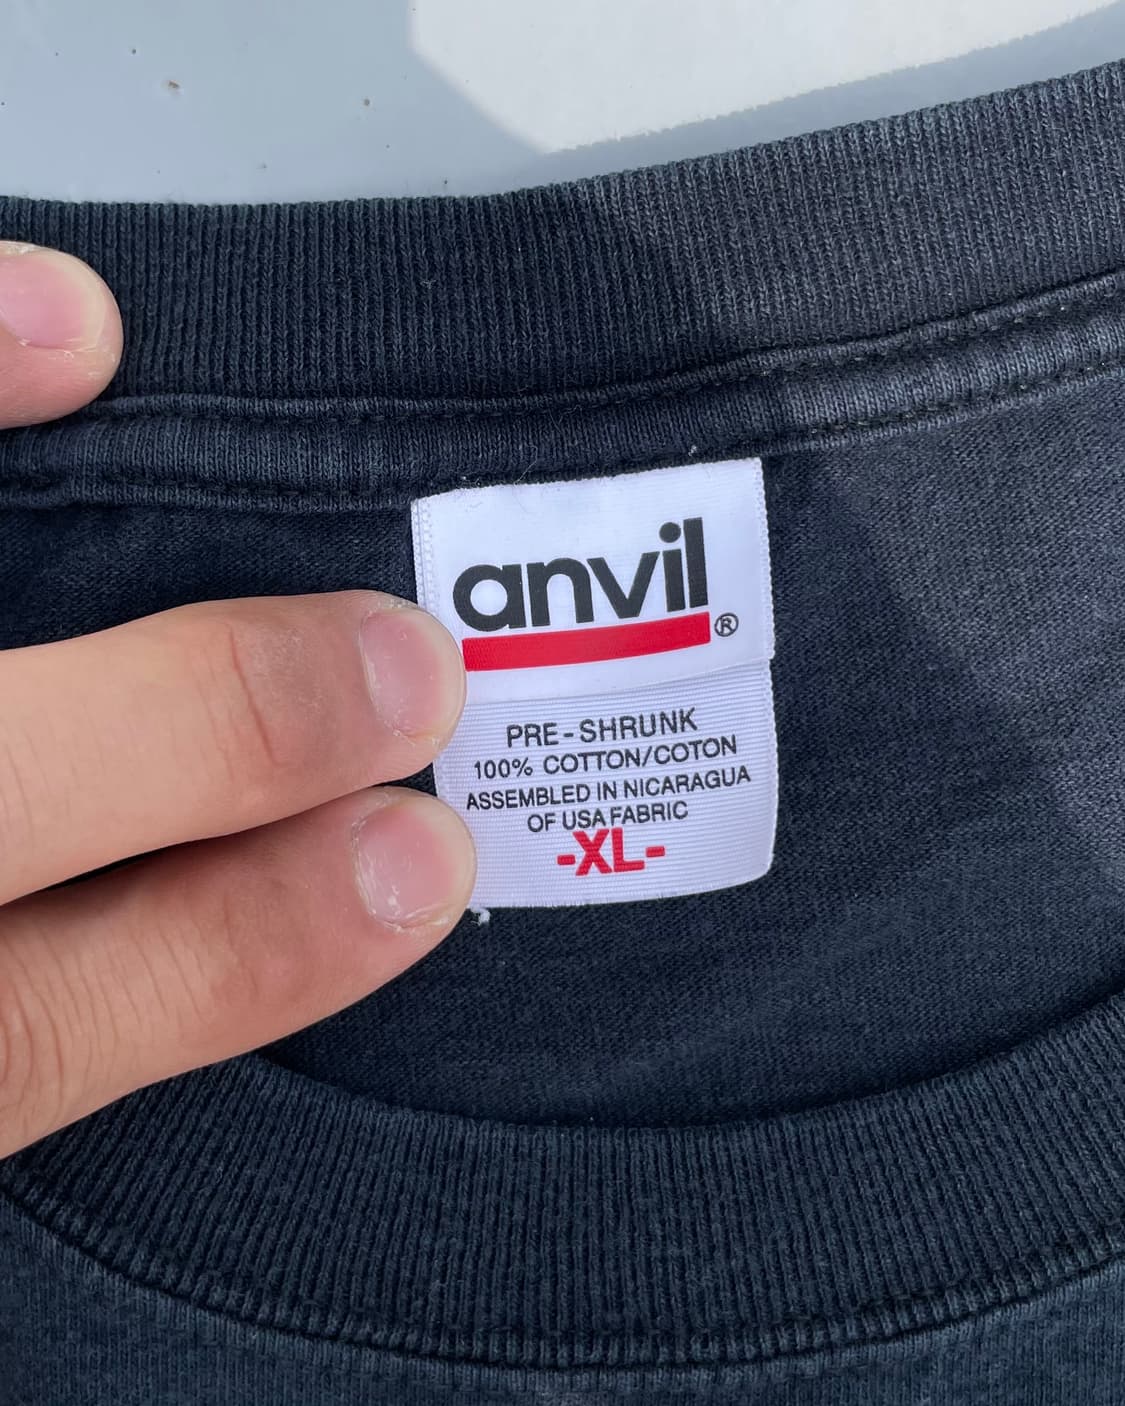 anvil®
PRE-SHRUNK
100% COTTON/COTON
ASSEMBLED IN NICARAGUA
OF USA FABRIC
-XL-